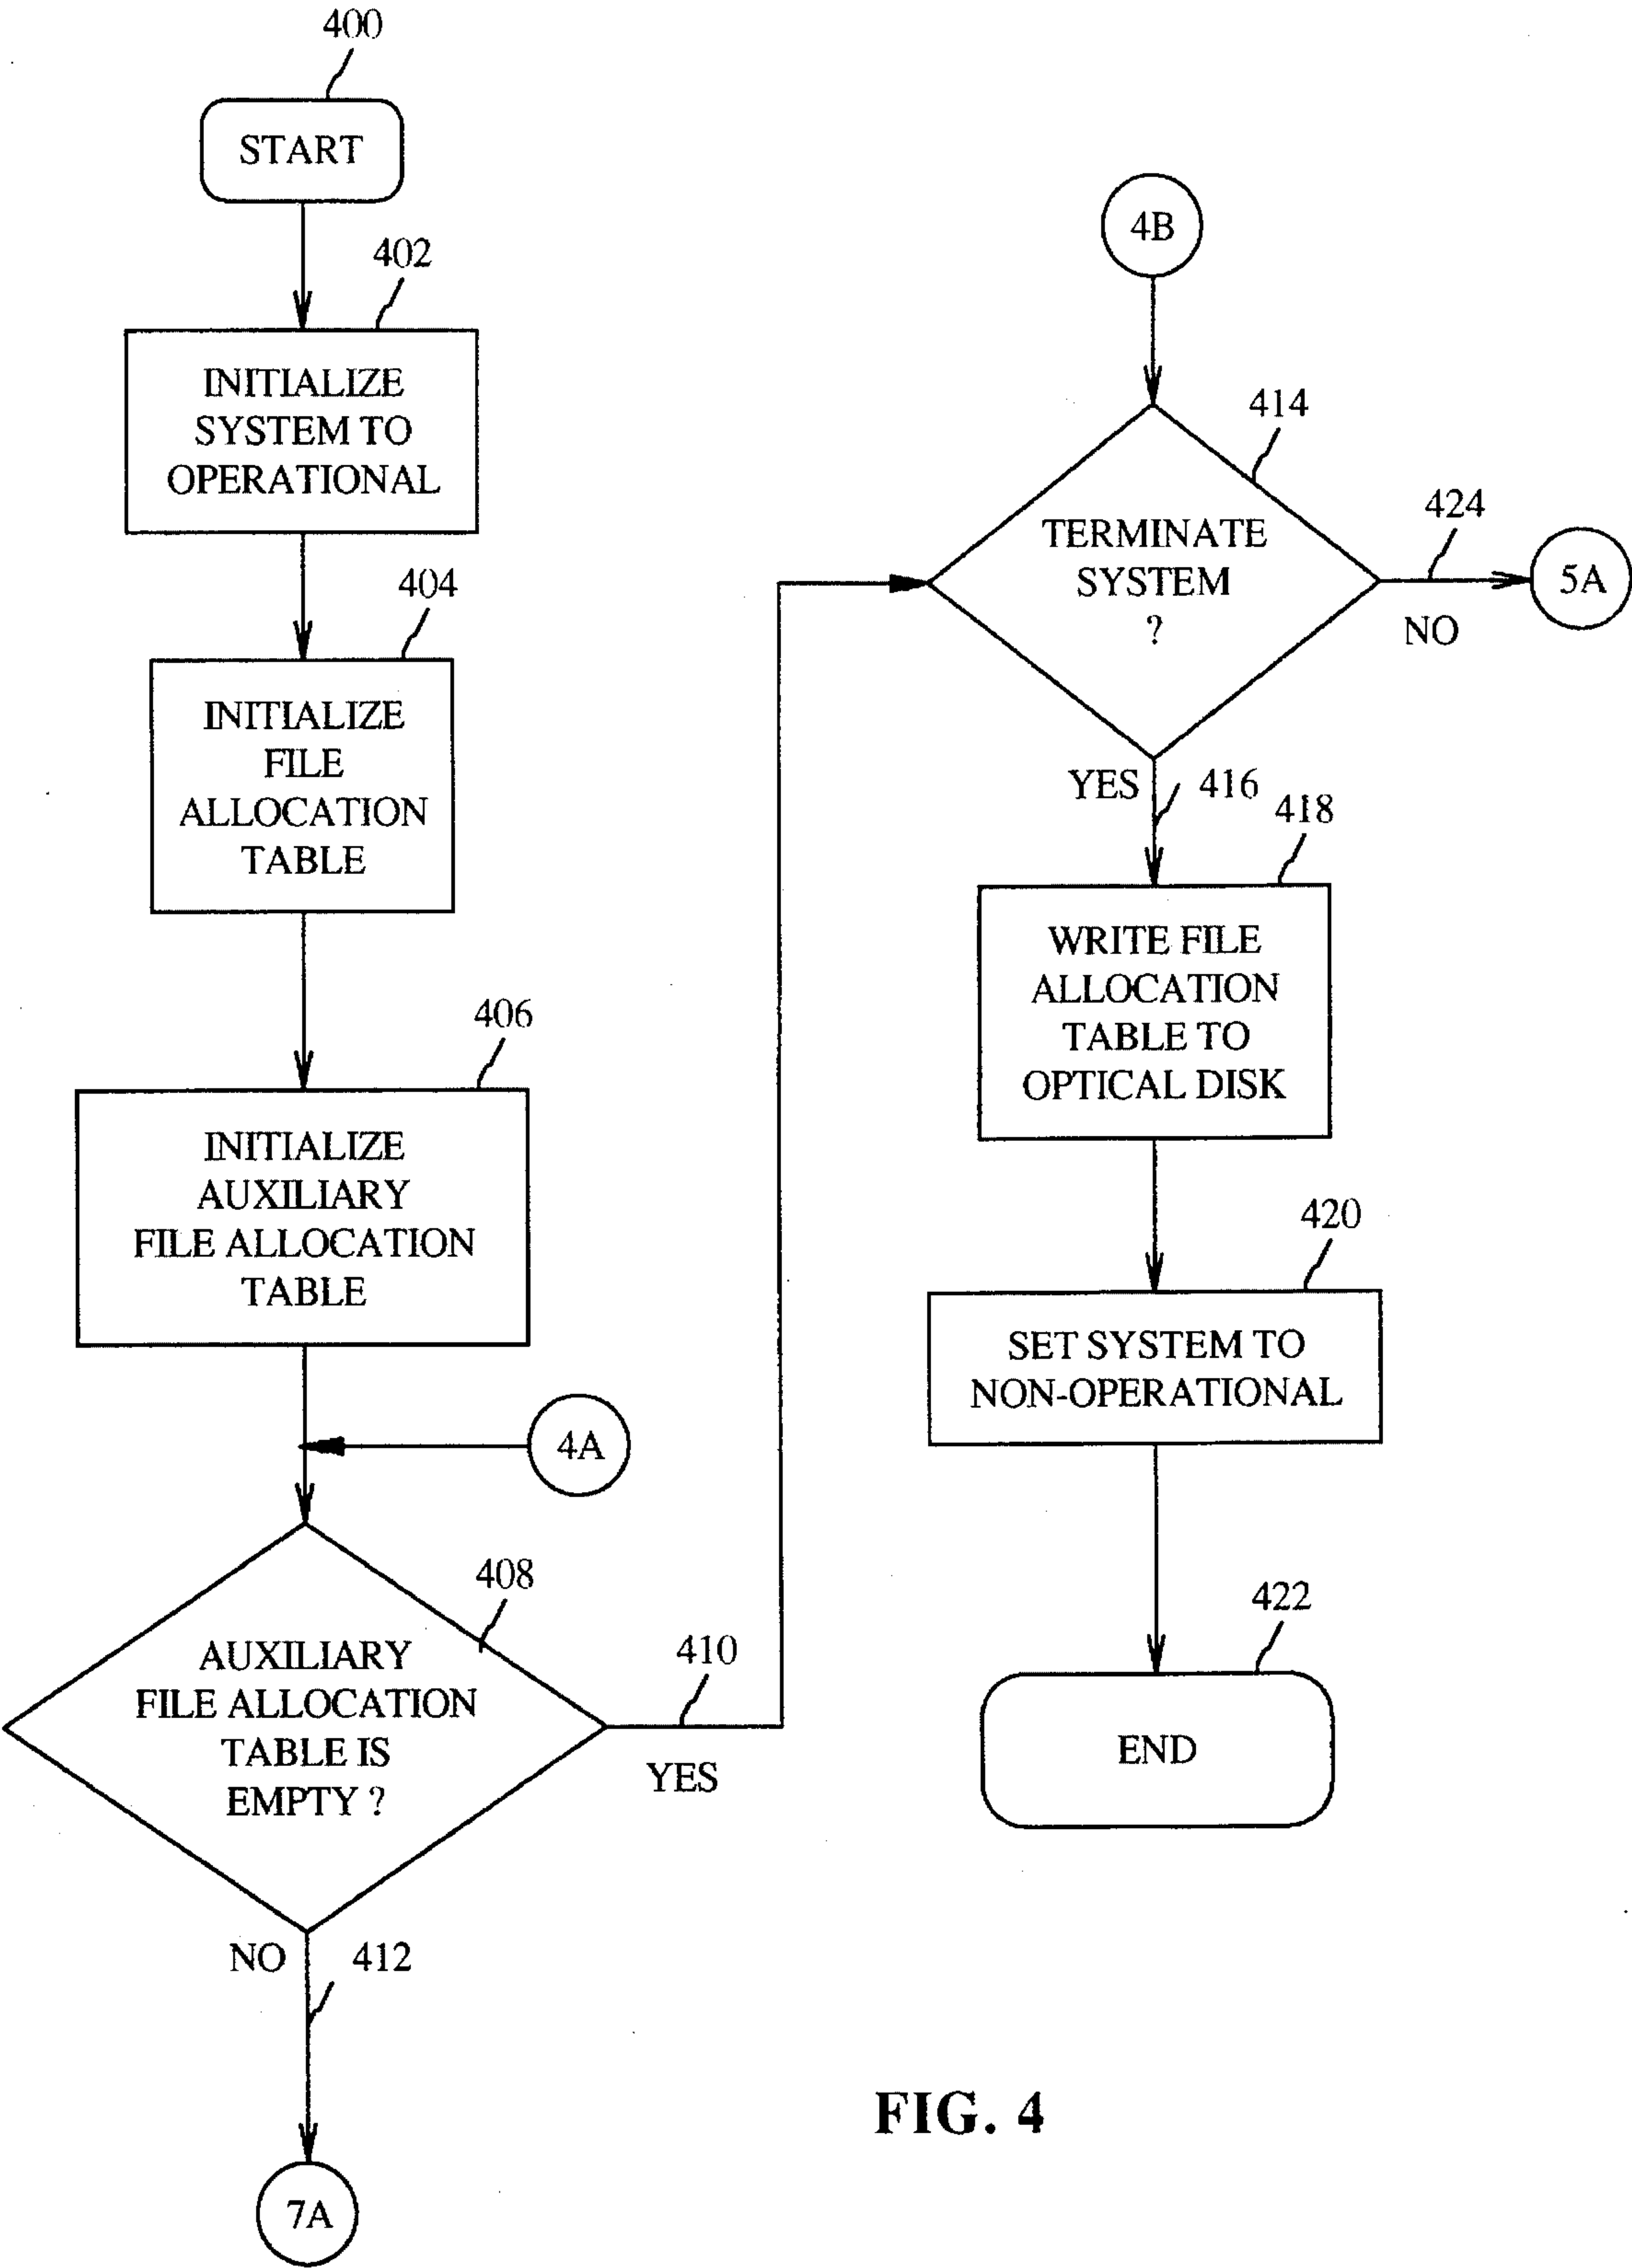 400
START
402
INITIALIZE
SYSTEM TO
OPERATIONAL
404
INITIALIZE
FILE
ALLOCATION
TABLE
406
INITIALIZE
AUXILIARY
FILE ALLOCATION
TABLE
4A
408
AUXILIARY
FILE ALLOCATION
TABLE IS
EMPTY ?
410
YES
NO
412
7A
4B
414
TERMINATE
SYSTEM
?
424
NO
5A
YES
416
418
WRITE FILE
ALLOCATION
TABLE TO
OPTICAL DISK
420
SET SYSTEM TO
NON-OPERATIONAL
422
END
FIG. 4